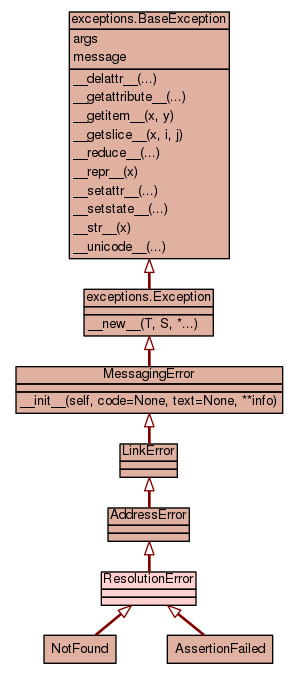 exceptions.BaseException
args
message
__delattr__(...)
__getattribute__(...)
__getitem__(x, y)
__getslice__(x, i, j)
__reduce__(...)
__repr__(x)
__setattr__(...)
__setstate__(...)
__str__(x)
__unicode__(...)
exceptions.Exception
__new__(T, S, *...)
MessagingError
__init__(self, code=None, text=None, **info)
LinkError
AddressError
ResolutionError
NotFound
AssertionFailed